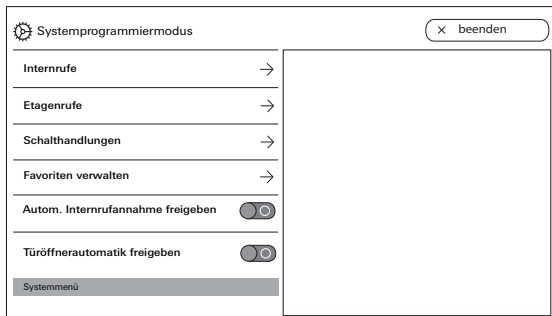 Systemprogrammiermodus
× beenden
Internrufe
Etagenrufe
Schalthandlungen
Favoriten verwalten
Autom. Internrufannahme freigeben
Türöffnerautomatik freigeben
Systemmenü